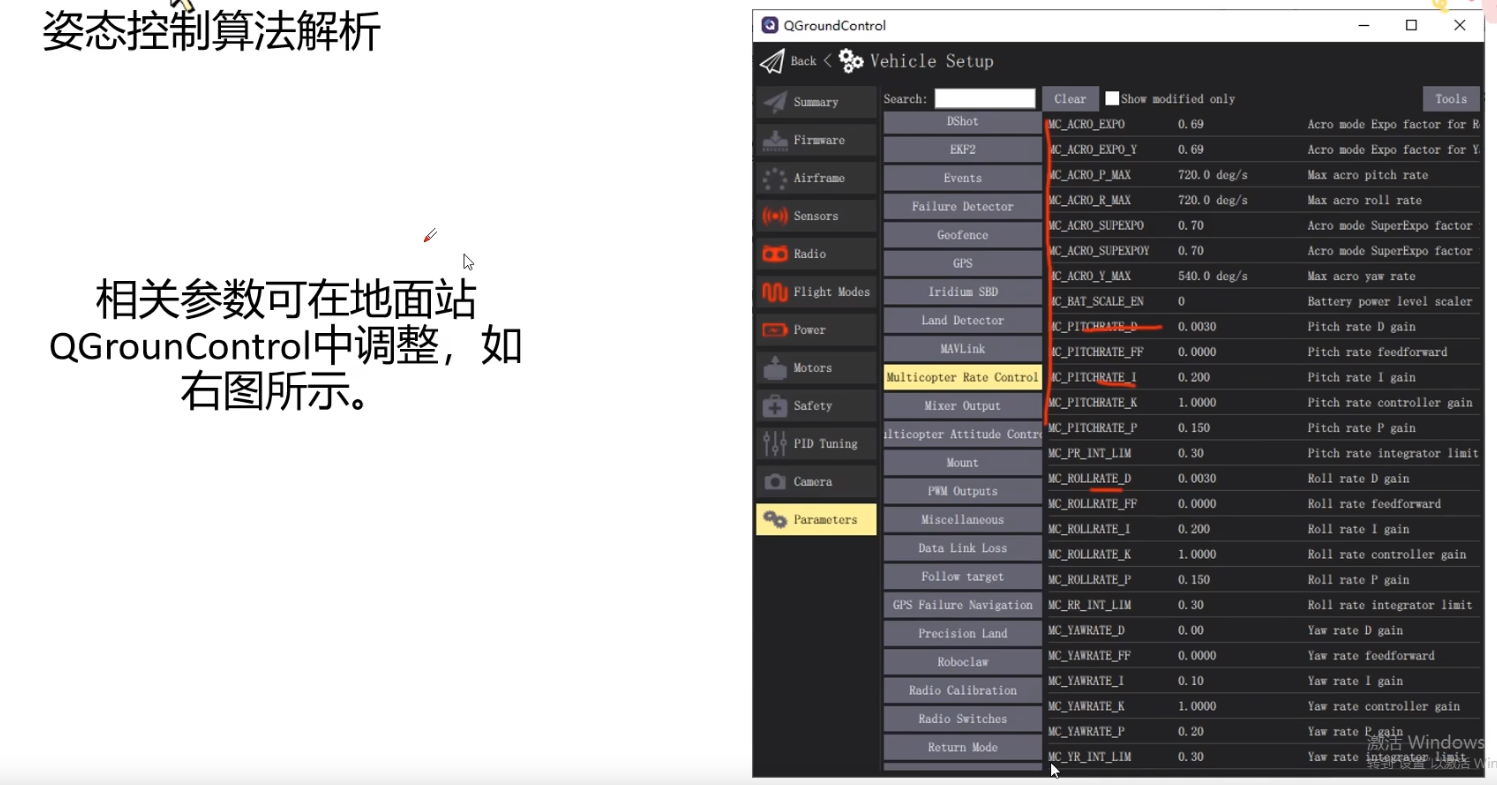 姿态控制算法解析
相关参数可在地面站
QGrounControl中调整，如
右图所示。
QGroundControl
Back < Vehicle Setup
Summary
Firmware
Airframe
Sensors
Radio
Flight Modes
Power
Motors
Safety
PID Tuning
Camera
Parameters
Search: Clear Show modified only Tools
DShot
EKF2
Events
Failure Detector
Geofence
GPS
Iridium SBD
Land Detector
MAVLink
Multicopter Rate Control
Mixer Output
ulticopter Attitude Contro
Mount
PWM Outputs
Miscellaneous
Data Link Loss
Follow target
GPS Failure Navigation
Precision Land
Roboclaw
Radio Calibration
Radio Switches
Return Mode
MC_ACRO_EXPO 0.69 Acro mode Expo factor for R
MC_ACRO_EXPO_Y 0.69 Acro mode Expo factor for Y
MC_ACRO_P_MAX 720.0 deg/s Max acro pitch rate
MC_ACRO_R_MAX 720.0 deg/s Max acro roll rate
MC_ACRO_SUPEXPO 0.70 Acro mode SuperExpo factor
MC_ACRO_SUPEXPOY 0.70 Acro mode SuperExpo factor
MC_ACRO_Y_MAX 540.0 deg/s Max acro yaw rate
MC_BAT_SCALE_EN 0 Battery power level scaler
MC_PITCHRATE_D 0.0030 Pitch rate D gain
MC_PITCHRATE_FF 0.0000 Pitch rate feedforward
MC_PITCHRATE_I 0.200 Pitch rate I gain
MC_PITCHRATE_K 1.0000 Pitch rate controller gain
MC_PITCHRATE_P 0.150 Pitch rate P gain
MC_PR_INT_LIM 0.30 Pitch rate integrator limit
MC_ROLLRATE_D 0.0030 Roll rate D gain
MC_ROLLRATE_FF 0.0000 Roll rate feedforward
MC_ROLLRATE_I 0.200 Roll rate I gain
MC_ROLLRATE_K 1.0000 Roll rate controller gain
MC_ROLLRATE_P 0.150 Roll rate P gain
MC_RR_INT_LIM 0.30 Roll rate integrator limit
MC_YAWRATE_D 0.00 Yaw rate D gain
MC_YAWRATE_FF 0.0000 Yaw rate feedforward
MC_YAWRATE_I 0.10 Yaw rate I gain
MC_YAWRATE_K 1.0000 Yaw rate controller gain
MC_YAWRATE_P 0.20 Yaw rate P gain
MC_YR_INT_LIM 0.30 Yaw rate integrator limit
激活 Windows
转到"设置"以激活 Win